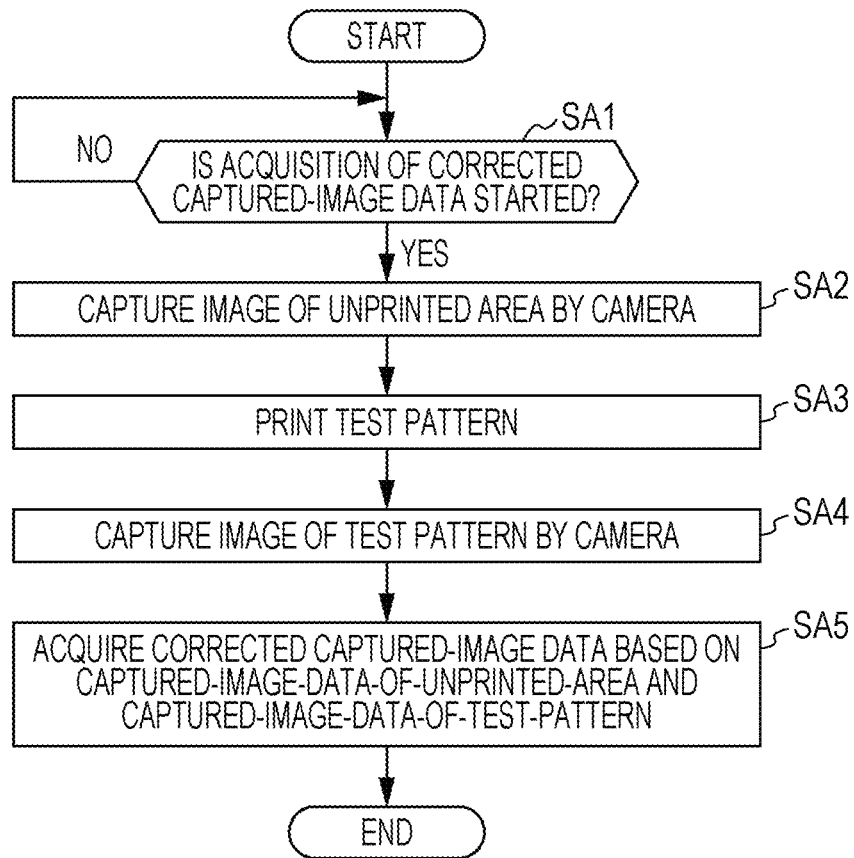 START
SA1
NO
IS ACQUISITION OF CORRECTED
CAPTURED-IMAGE DATA STARTED?
YES
SA2
CAPTURE IMAGE OF UNPRINTED AREA BY CAMERA
SA3
PRINT TEST PATTERN
SA4
CAPTURE IMAGE OF TEST PATTERN BY CAMERA
SA5
ACQUIRE CORRECTED CAPTURED-IMAGE DATA BASED ON
CAPTURED-IMAGE-DATA-OF-UNPRINTED-AREA AND
CAPTURED-IMAGE-DATA-OF-TEST-PATTERN
END